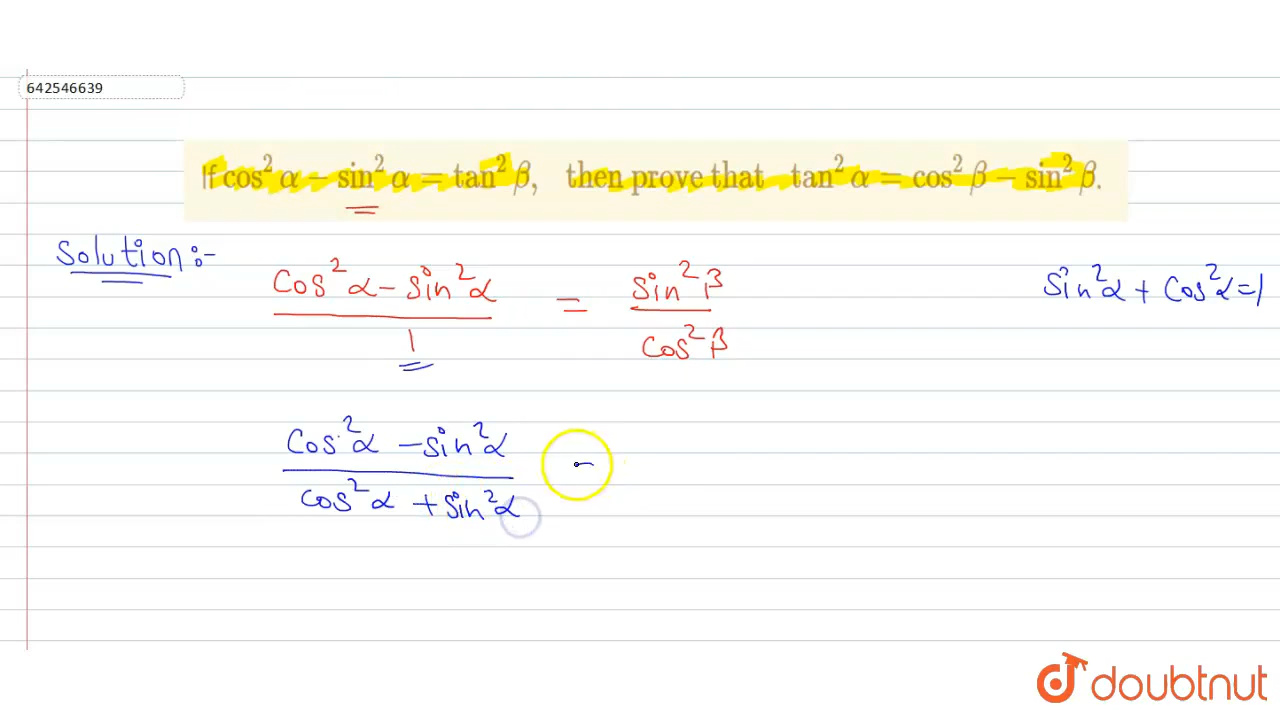 642546639
If cos² α − sin² α = tan² β, then prove that tan² α = cos² β − sin² β.
Solution:-
Cos²α − sin²α / 1 = sin²β / cos²β
sin²α + cos²α = 1
Cos²α − sin²α / cos²α + sin²α =
doubtnut